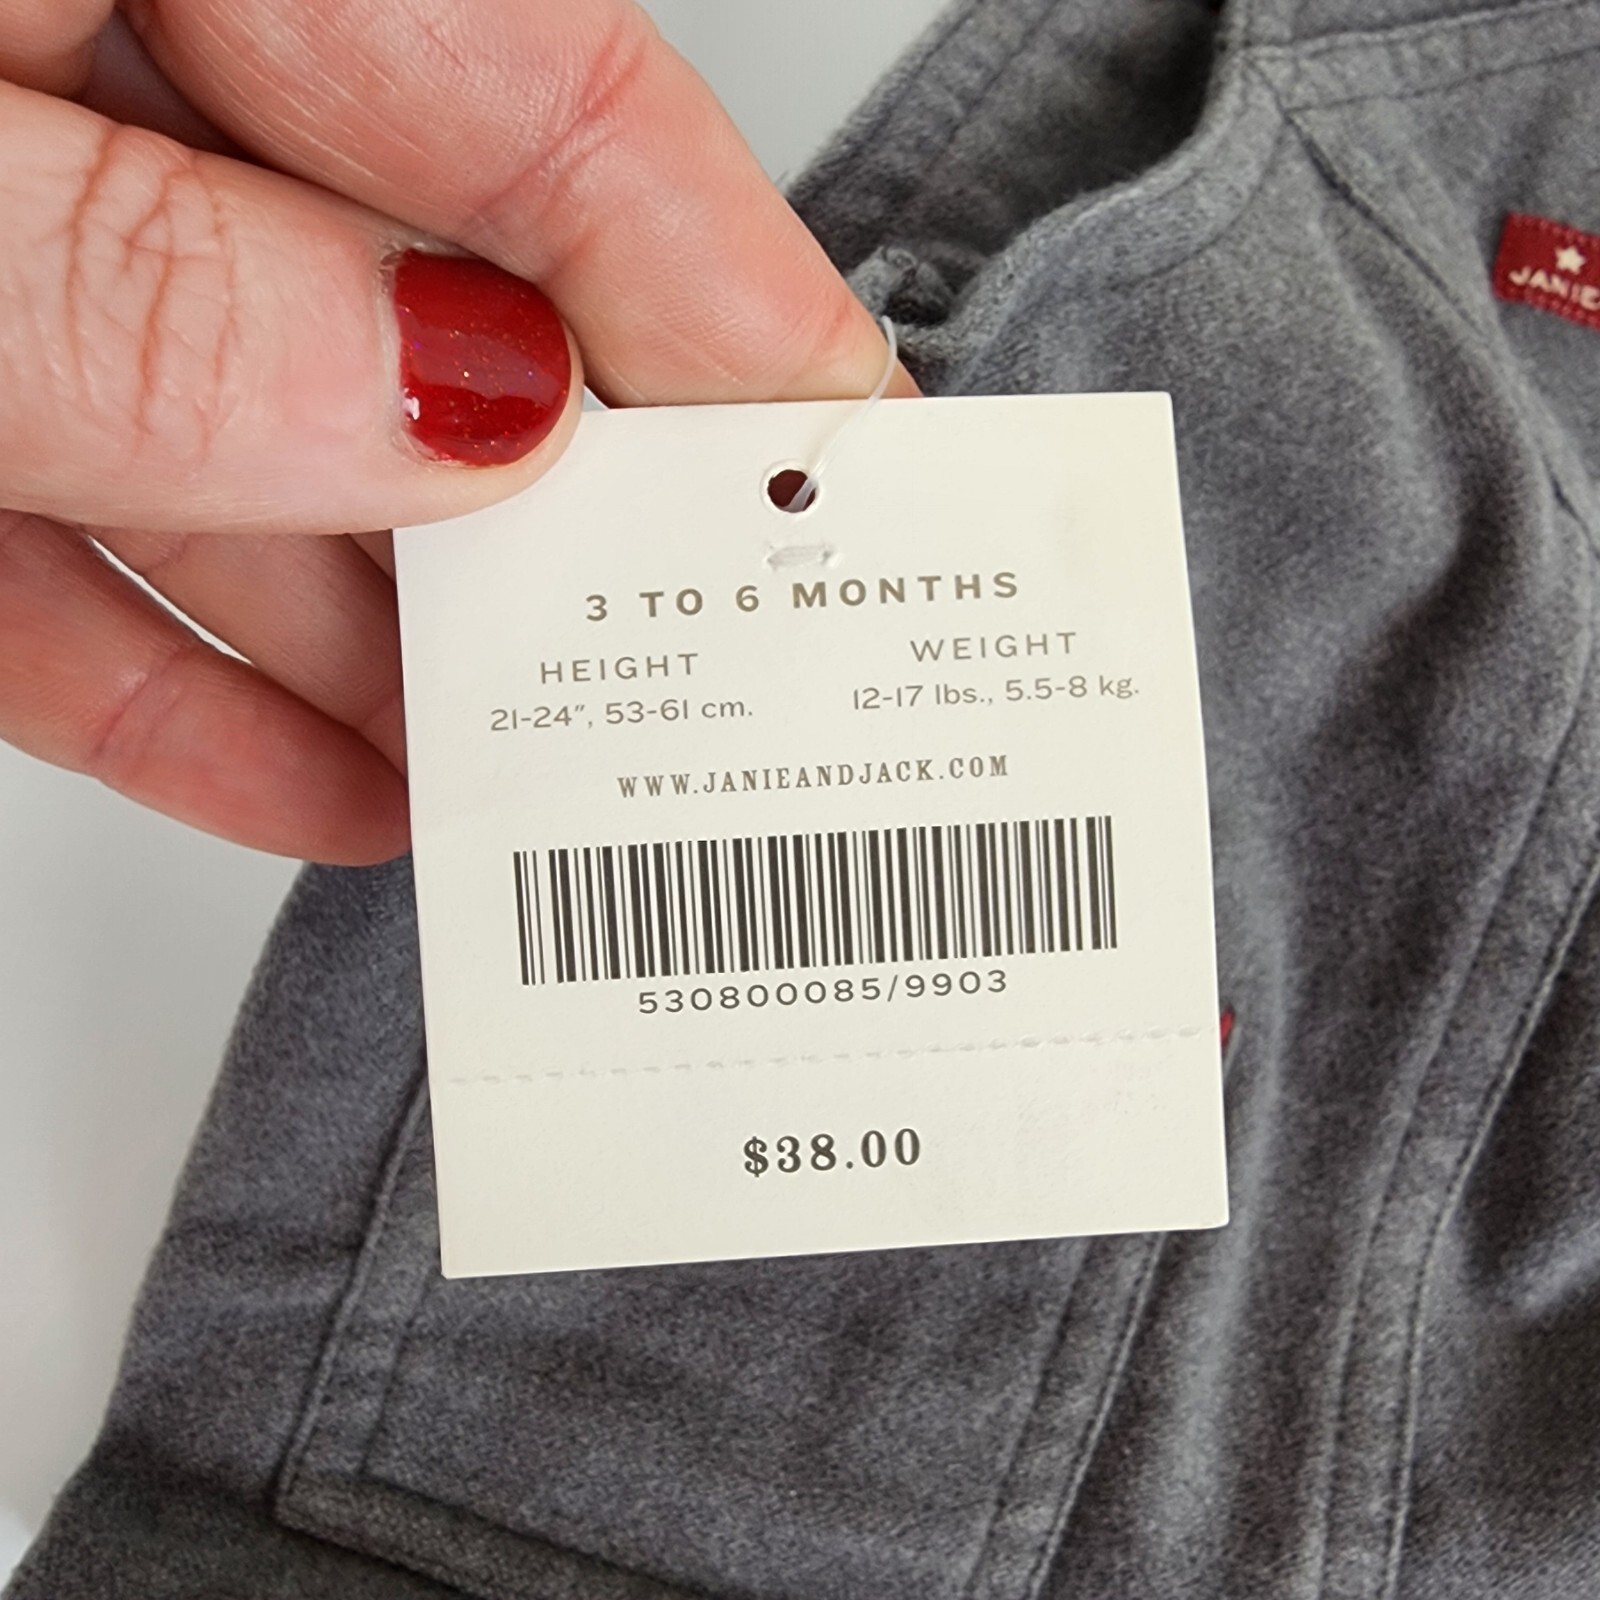 3 TO 6 MONTHS
HEIGHT
21-24", 53-61 cm.
WEIGHT
12-17 lbs., 5.5-8 kg.
WWW.JANIEANDJACK.COM
530800085/9903
$38.00
JANIE